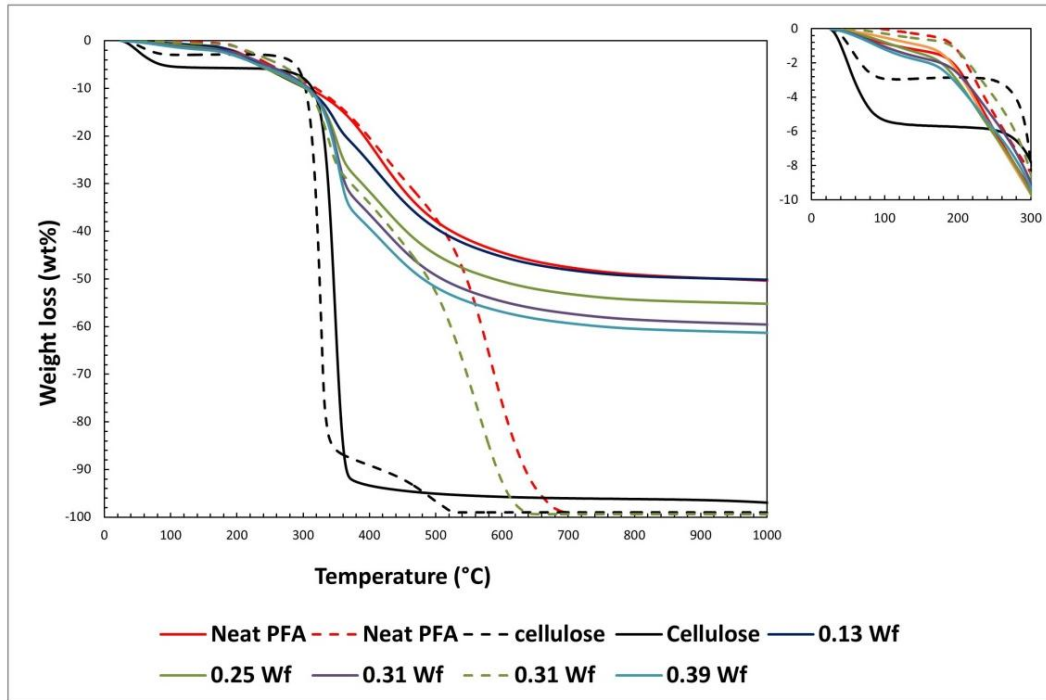 0
-10
-20
-30
-40
-50
-60
-70
-80
-90
-100
Weight loss (wt%)
0 100 200 300 400 500 600 700 800 900 1000
Temperature (°C)
0
-2
-4
-6
-8
-10
0 100 200 300
Neat PFA Neat PFA cellulose Cellulose 0.13 Wf
0.25 Wf 0.31 Wf 0.31 Wf 0.39 Wf